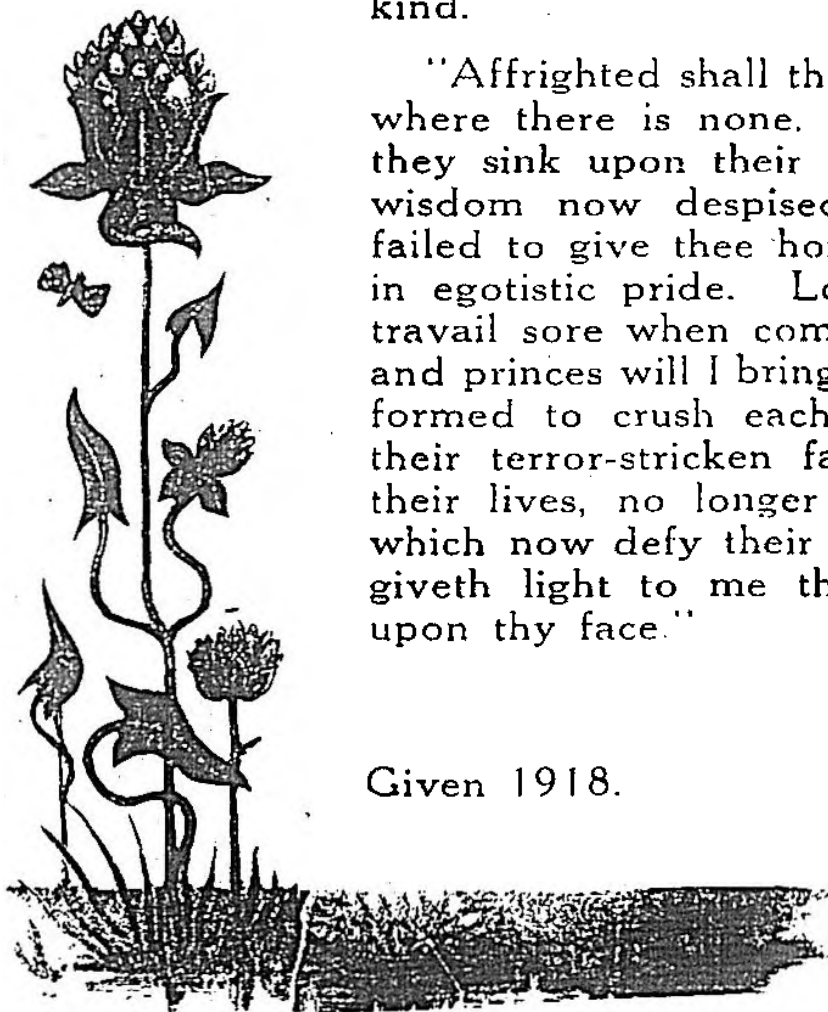 kind.
"Affrighted shall th
where there is none.
they sink upon their
wisdom now despised
failed to give thee ho
in egotistic pride. Lo
travail sore when com
and princes will I bring
formed to crush each
their terror-stricken fa
their lives, no longer
which now defy their
giveth light to me th
upon thy face."
Given 1918.